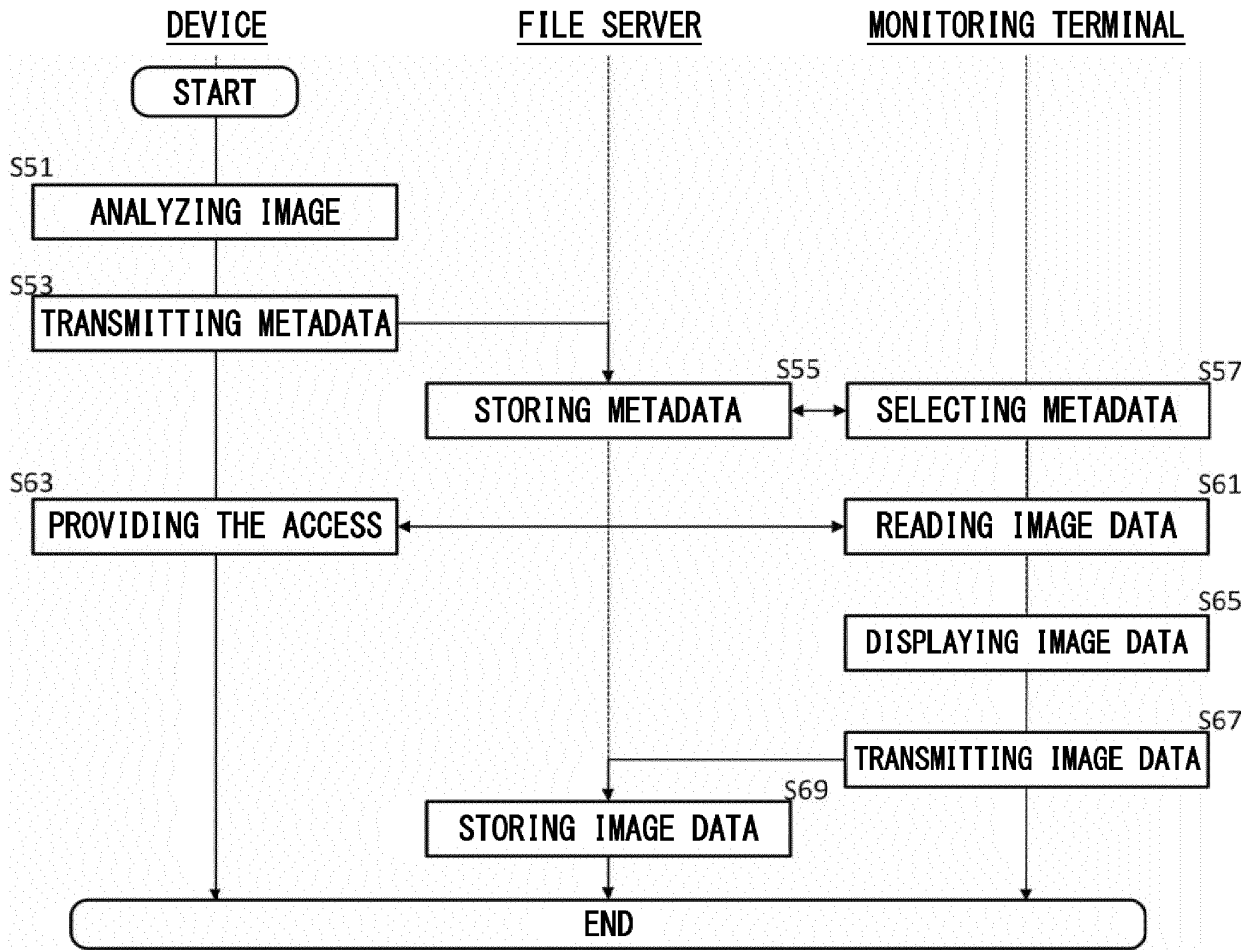 DEVICE
FILE SERVER
MONITORING TERMINAL
START
S51
ANALYZING IMAGE
S53
TRANSMITTING METADATA
S55
STORING METADATA
S57
SELECTING METADATA
S63
PROVIDING THE ACCESS
S61
READING IMAGE DATA
S65
DISPLAYING IMAGE DATA
S67
TRANSMITTING IMAGE DATA
S69
STORING IMAGE DATA
END